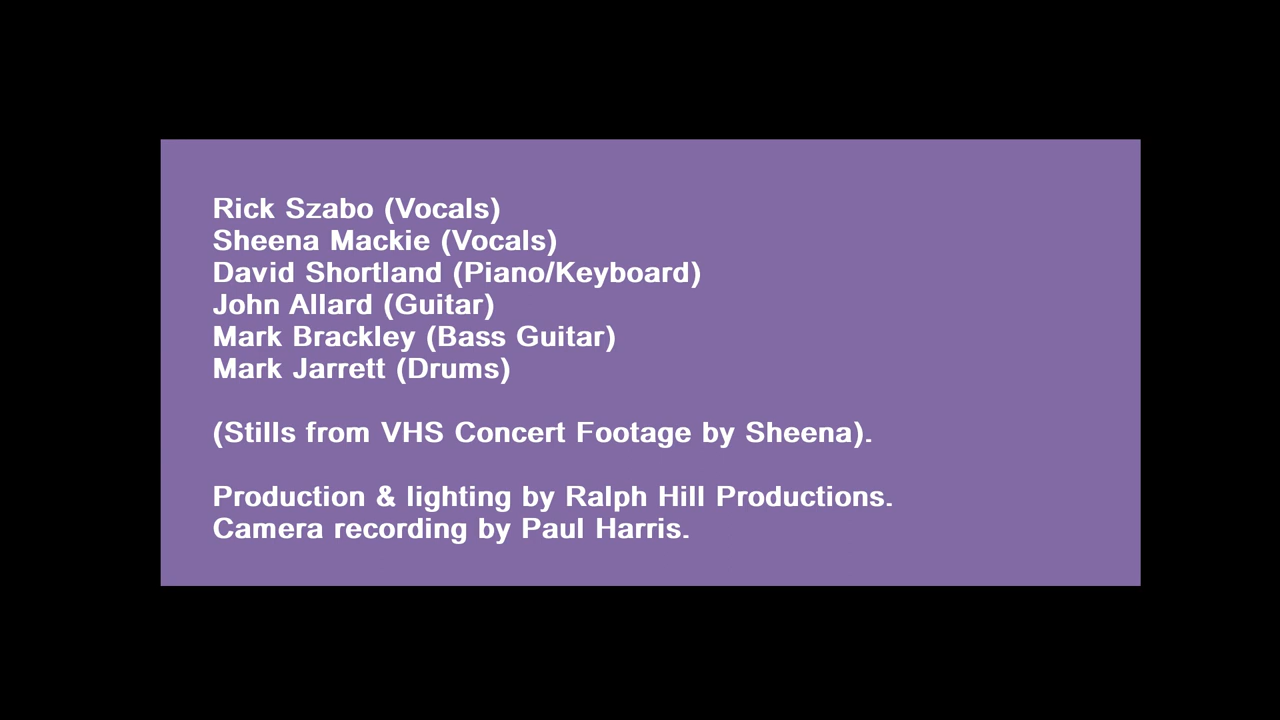 Rick Szabo (Vocals)
Sheena Mackie (Vocals)
David Shortland (Piano/Keyboard)
John Allard (Guitar)
Mark Brackley (Bass Guitar)
Mark Jarrett (Drums)
(Stills from VHS Concert Footage by Sheena).
Production & lighting by Ralph Hill Productions.
Camera recording by Paul Harris.